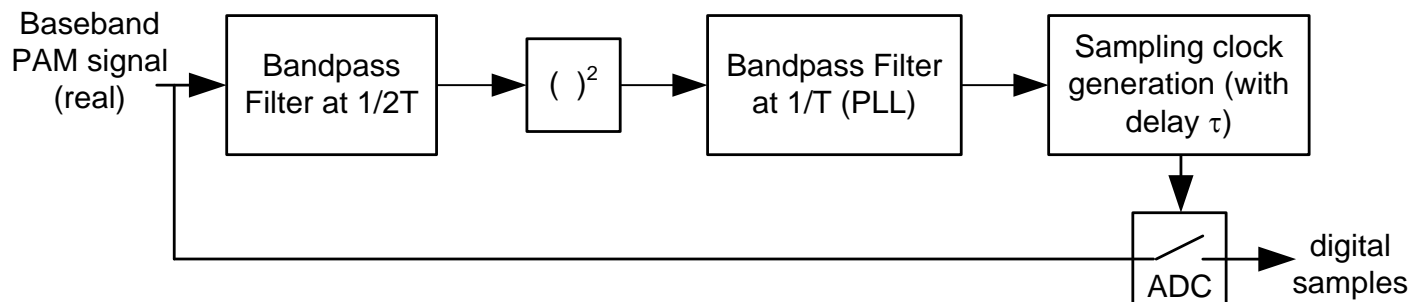 Baseband
PAM signal
(real)
Bandpass
Filter at 1/2T
( )²
Bandpass Filter
at 1/T (PLL)
Sampling clock
generation (with
delay τ)
ADC
digital
samples